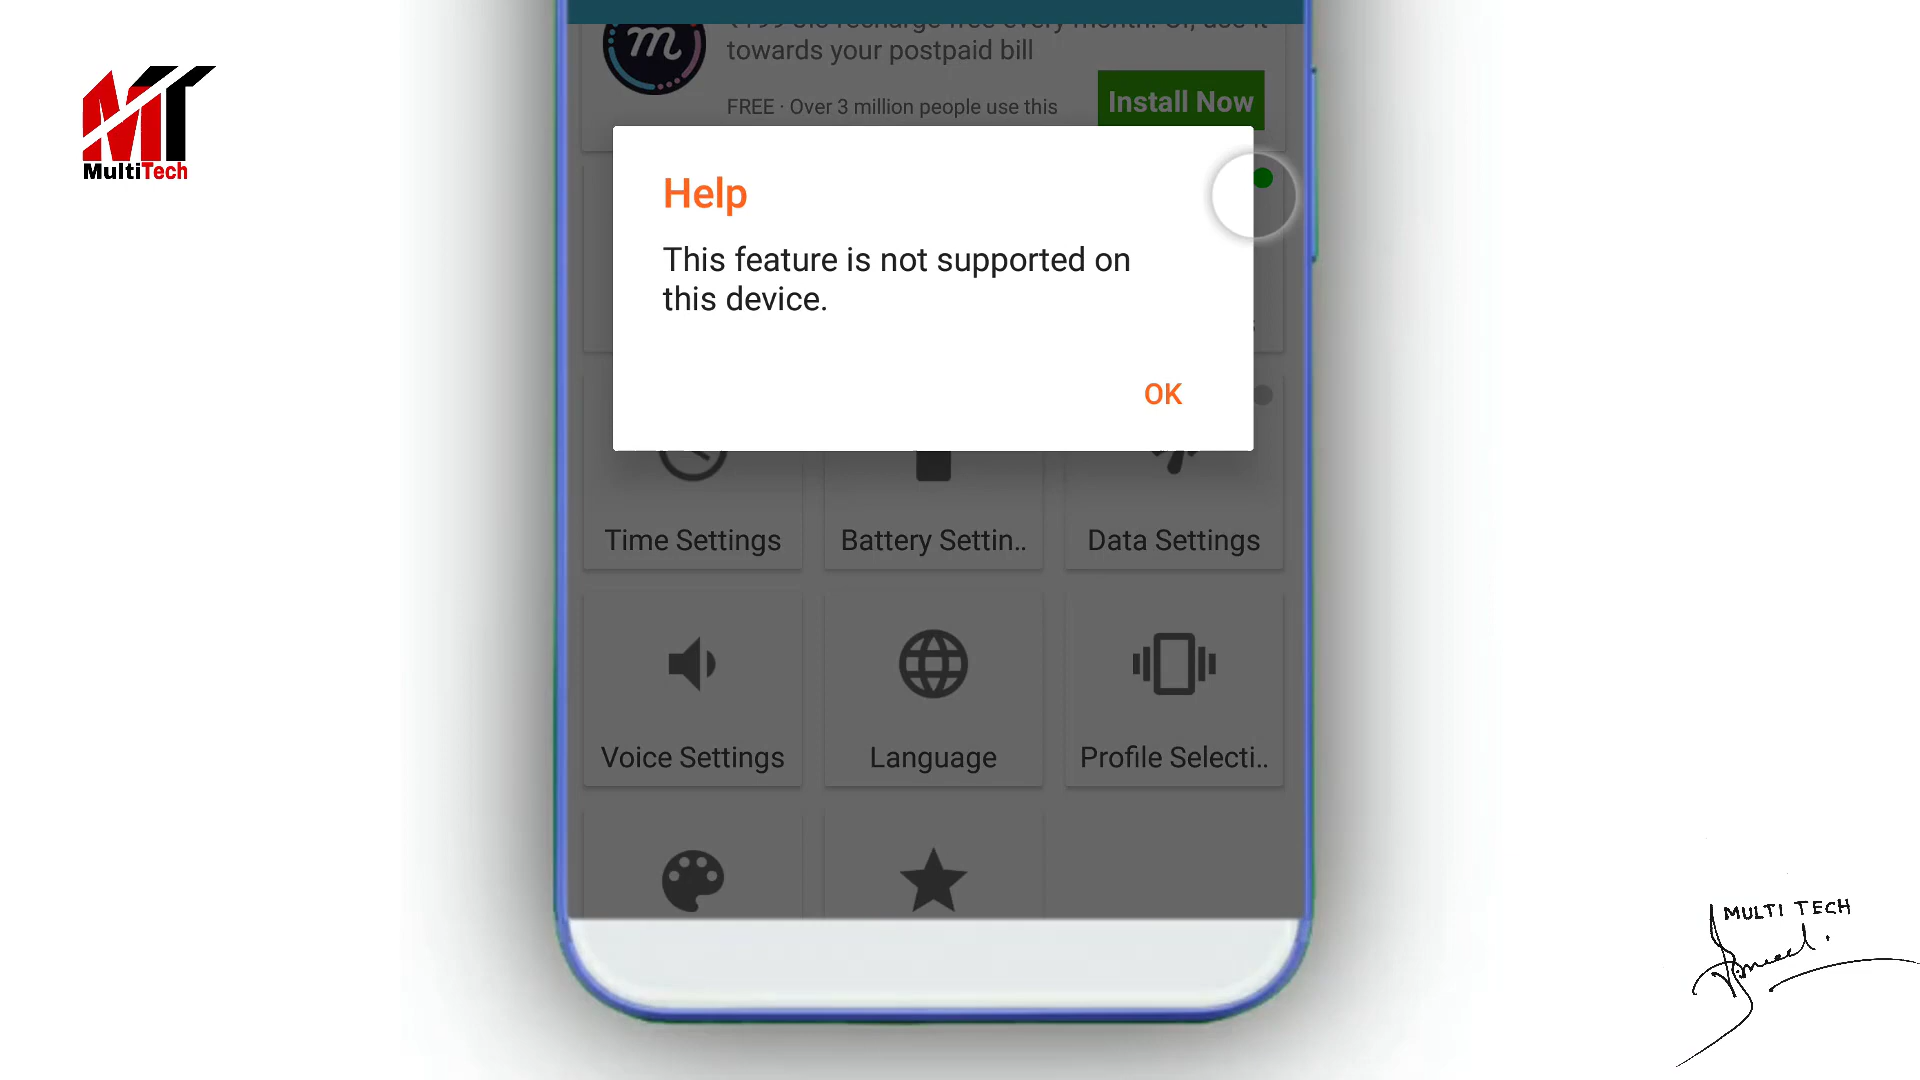 towards your postpaid bill
FREE · Over 3 million people use this
Install Now
MT
MultiTech
Help
This feature is not supported on
this device.
OK
Time Settings
Battery Settin..
Data Settings
Voice Settings
Language
Profile Selecti..
MULTI TECH